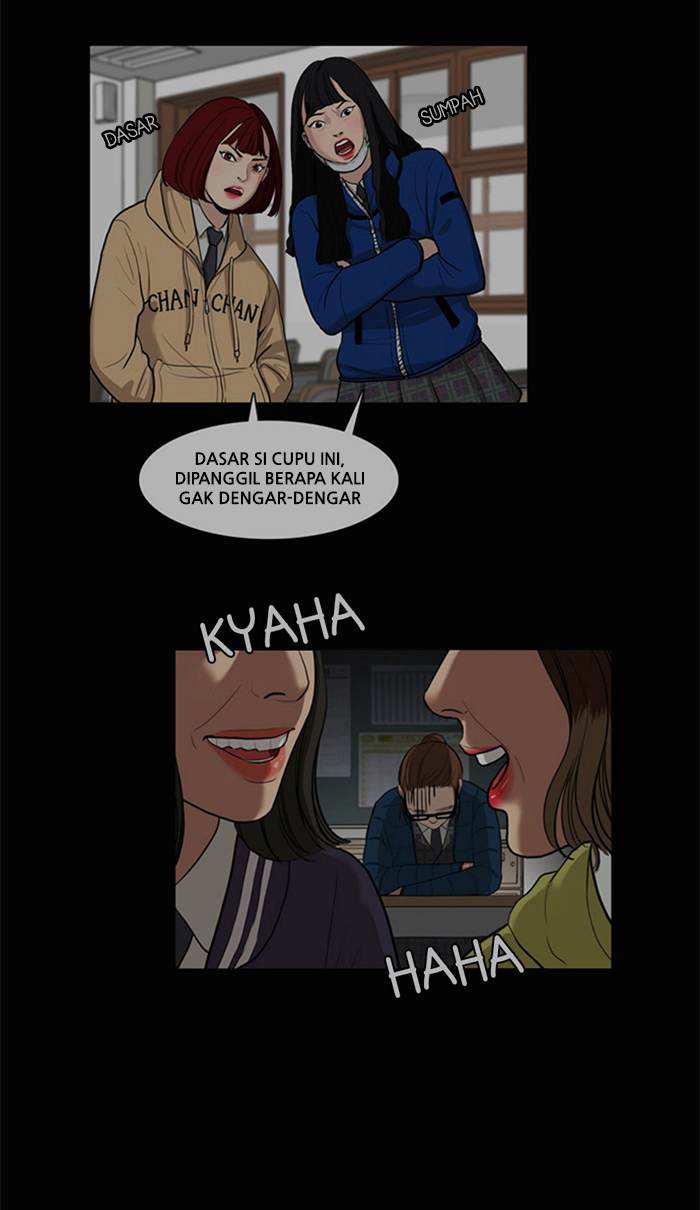 DASAR
SUMPAH
CHAN CHAN
DASAR SI CUPU INI,
DIPANGGIL BERAPA KALI
GAK DENGAR-DENGAR
KYAHA
HAHA